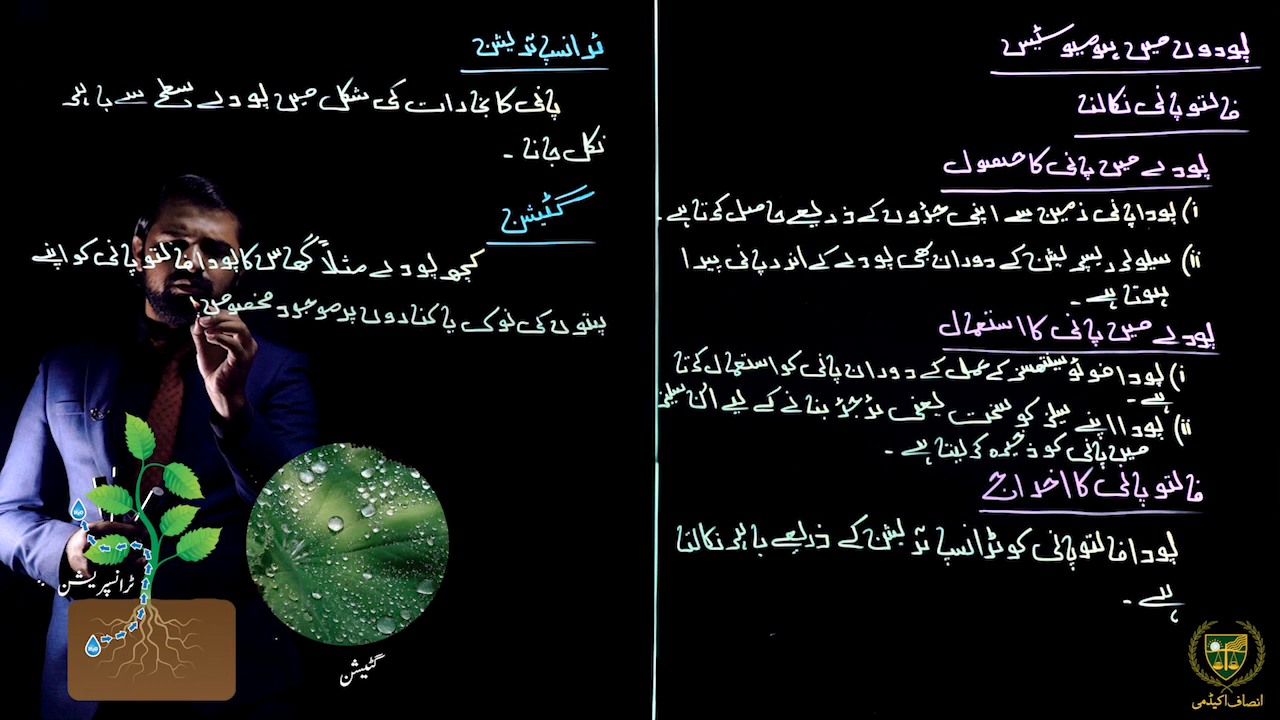 پودوں میں ہومیوسٹیسس
فالتو پانی نکالنا
پودے میں پانی کا حصول
i) پودا پانی زمین سے اپنی جڑوں کے ذریعے حاصل کرتا ہے۔
ii) سیلولر ریسپریشن کے دوران بھی پودے کے اندر پانی پیدا
ہوتا ہے۔
پودے میں پانی کا استعمال
i) پودا فوٹوسینتھسز کے عمل کے دوران پانی کو استعمال کرتا
ہے۔
ii) پودا اپنے سیلز کو سخت یعنی ٹرجڈ بنانے کے لیے ان سیلز
میں پانی کو ذخیرہ کر لیتا ہے۔
فالتو پانی کا اخراج
پودا فالتو پانی کو ٹرانسپائریشن کے ذریعے باہر نکالتا
ہے۔
ٹرانسپائریشن
پانی کا بخارات کی شکل میں پودے سطح سے باہر
نکل جانا۔
گٹیشن
کچھ پودے مثلاً گھاس کا پودا فالتو پانی کو اپنے
پتوں کی نوک یا کناروں پر موجود مخصوص
ٹرانسپریشن
گٹیشن
انصاف اکیڈمی